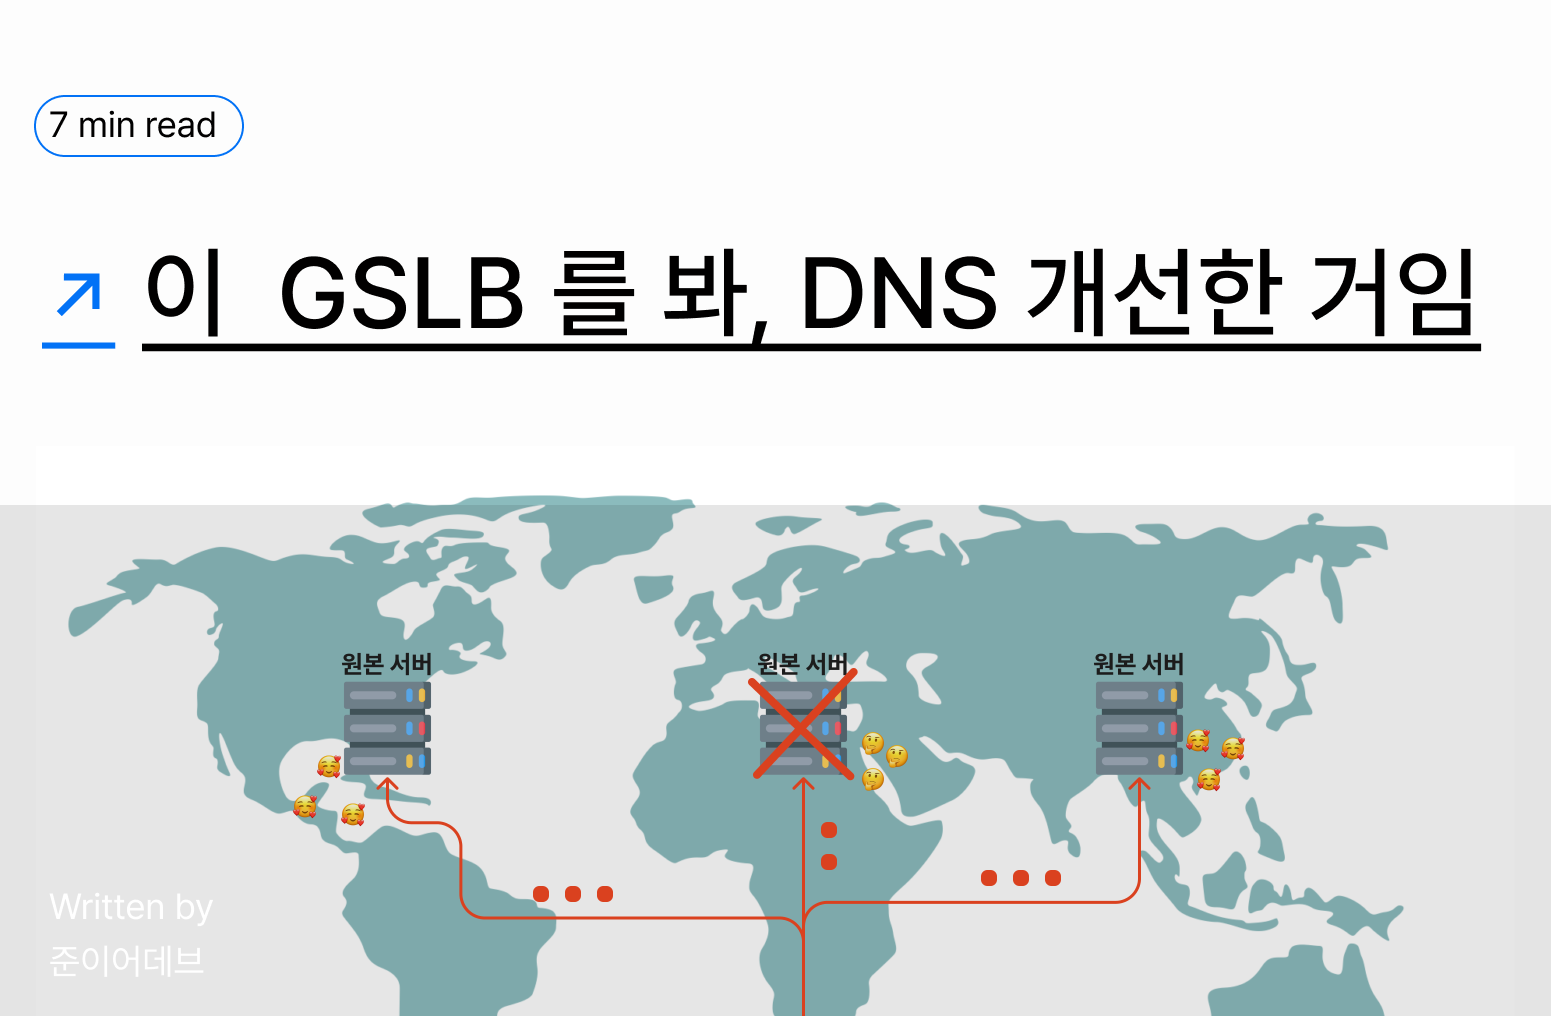 7 min read
이 GSLB 를 봐, DNS 개선한 거임
원본 서버
원본 서버
원본 서버
Written by
준이어데브